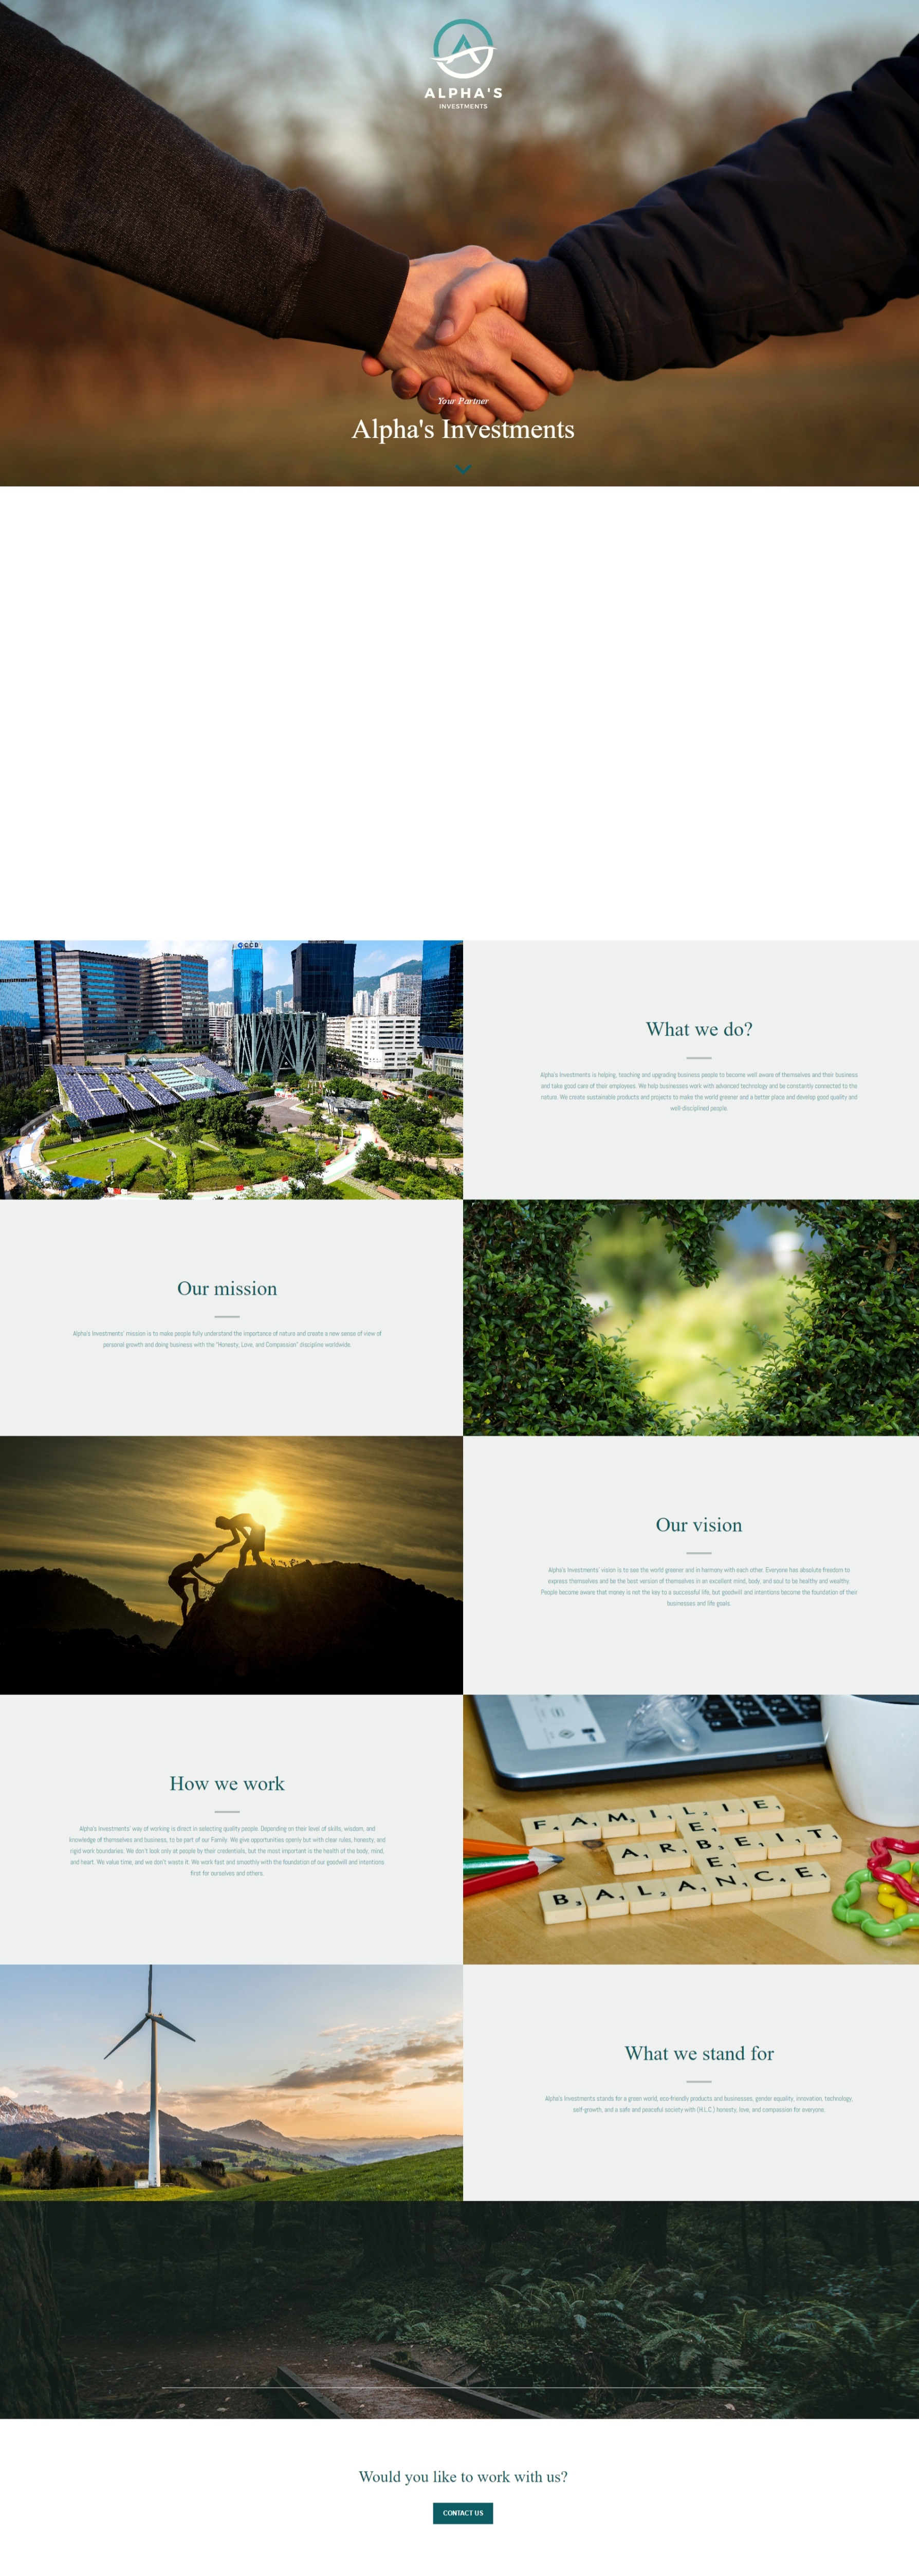 ALPHA'S
INVESTMENTS
Your Partner
Alpha's Investments
CCB
What we do?
Alpha's Investments is helping, teaching and upgrading business people to become well aware of themselves and their business
and take good care of their employees. We help businesses work with advanced technology and be constantly connected to the
nature. We create sustainable products and projects to make the world greener and a better place and develop good quality and
well-disciplined people.
Our mission
Alpha's Investments' mission is to make people fully understand the importance of nature and create a new sense of view of
personal growth and doing business with the "Honesty, Love, and Compassion" discipline worldwide.
Our vision
Alpha's Investments' vision is to see the world greener and in harmony with each other. Everyone has absolute freedom to
express themselves and be the best version of themselves in an excellent mind, body, and soul to be healthy and wealthy.
People become aware that money is not the key to a successful life, but goodwill and intentions become the foundation of their
businesses and life goals.
How we work
Alpha's Investments' way of working is direct in selecting quality people. Depending on their level of skills, wisdom, and
knowledge of themselves and business, to be part of our Family. We give opportunities openly but with clear rules, honesty, and
rigid work boundaries. We don't look only at people by their credentials, but the most important is the health of the body, mind,
and heart. We value time, and we don't waste it. We work fast and smoothly with the foundation of our goodwill and intentions
first for ourselves and others.
FAMILIE
E
ARBEIT
E
BALANCE
What we stand for
Alpha's Investments stands for a green world, eco-friendly products and businesses, gender equality, innovation, technology,
self-growth, and a safe and peaceful society with (H.L.C.) honesty, love, and compassion for everyone.
Would you like to work with us?
CONTACT US